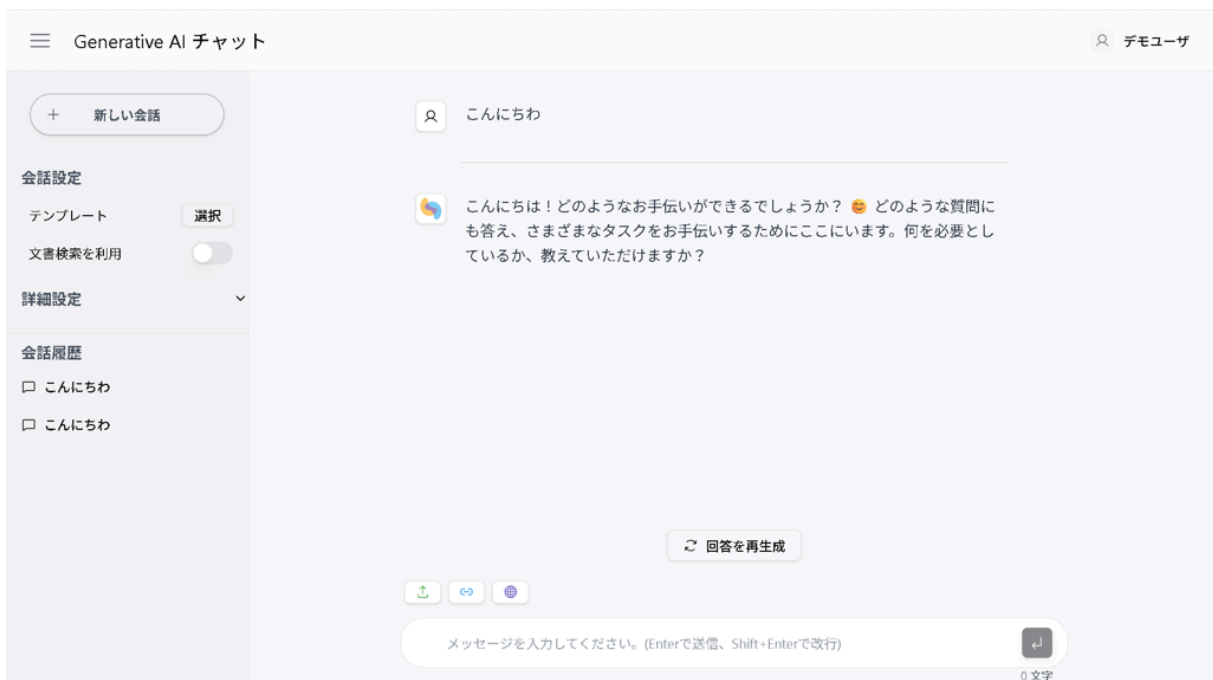 Generative AI チャット
デモユーザ
新しい会話
会話設定
テンプレート 選択
文書検索を利用
詳細設定
会話履歴
こんにちわ
こんにちわ
こんにちわ
こんにちは！どのようなお手伝いができるでしょうか？ 😊 どのような質問に
も答え、さまざまなタスクをお手伝いするためにここにいます。何を必要とし
ているか、教えていただけますか？
回答を再生成
メッセージを入力してください。(Enterで送信、Shift+Enterで改行)
0 文字